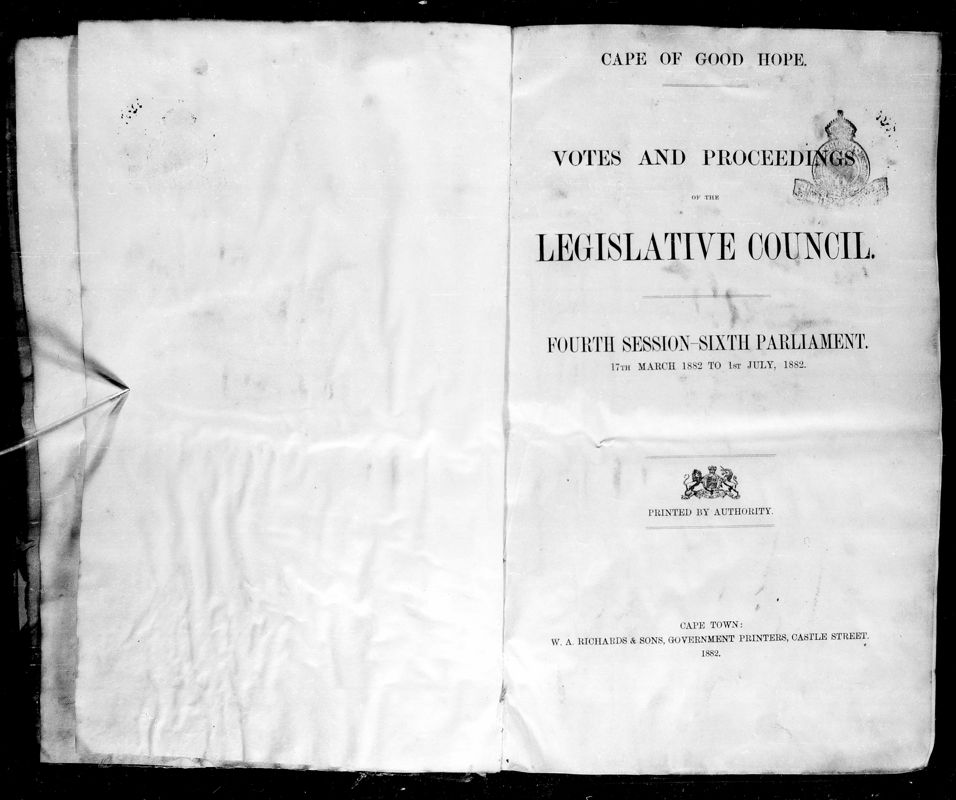 CAPE OF GOOD HOPE.
VOTES AND PROCEEDINGS
OF THE
LEGISLATIVE COUNCIL.
FOURTH SESSION–SIXTH PARLIAMENT.
17TH MARCH 1882 TO 1ST JULY, 1882.
PRINTED BY AUTHORITY.
CAPE TOWN:
W. A. RICHARDS & SONS, GOVERNMENT PRINTERS, CASTLE STREET.
1882.